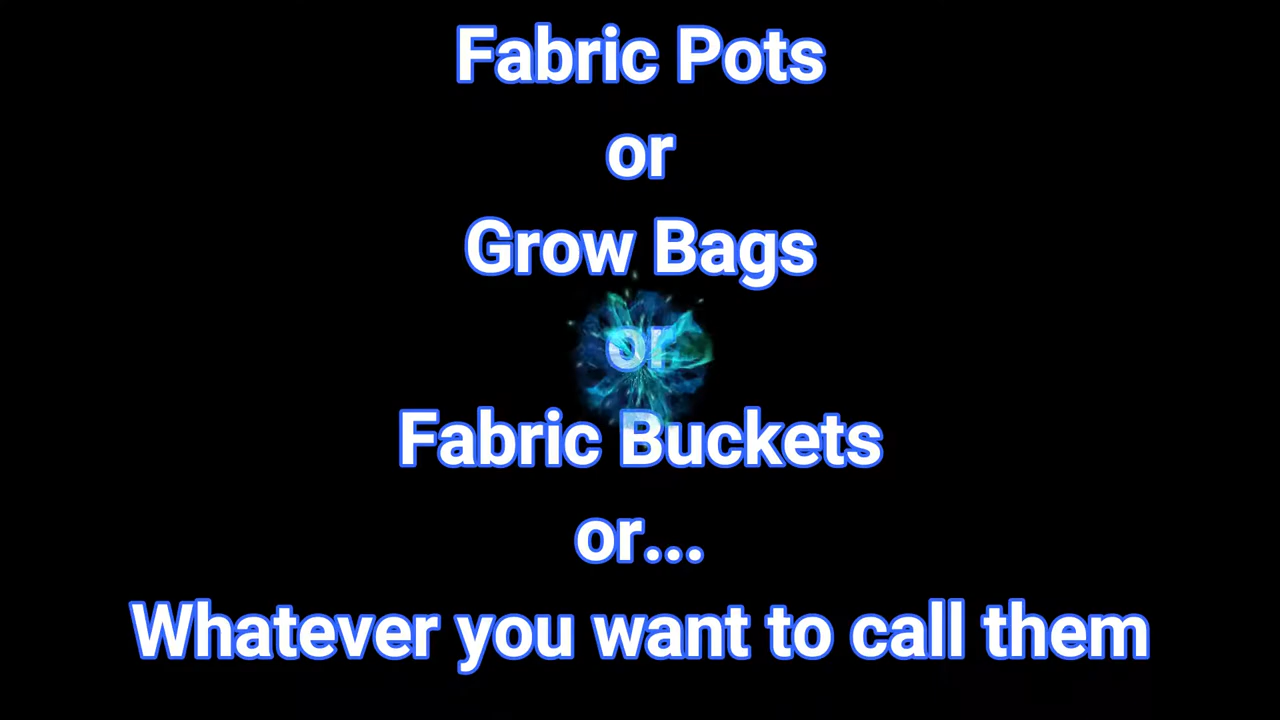 Fabric Pots
or
Grow Bags
or
Fabric Buckets
or...
Whatever you want to call them